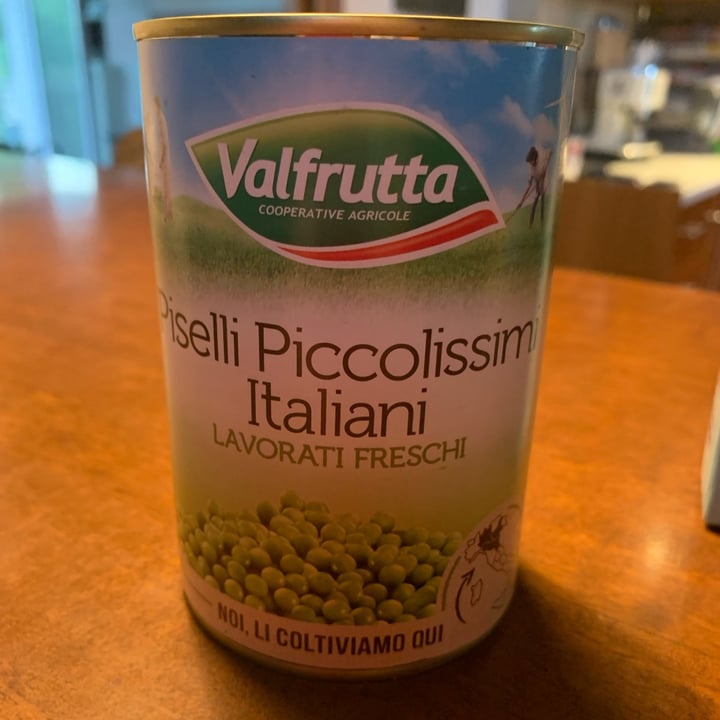 Valfrutta
COOPERATIVE AGRICOLE
Piselli Piccolissimi
Italiani
LAVORATI FRESCHI
NOI, LI COLTIVIAMO QUI